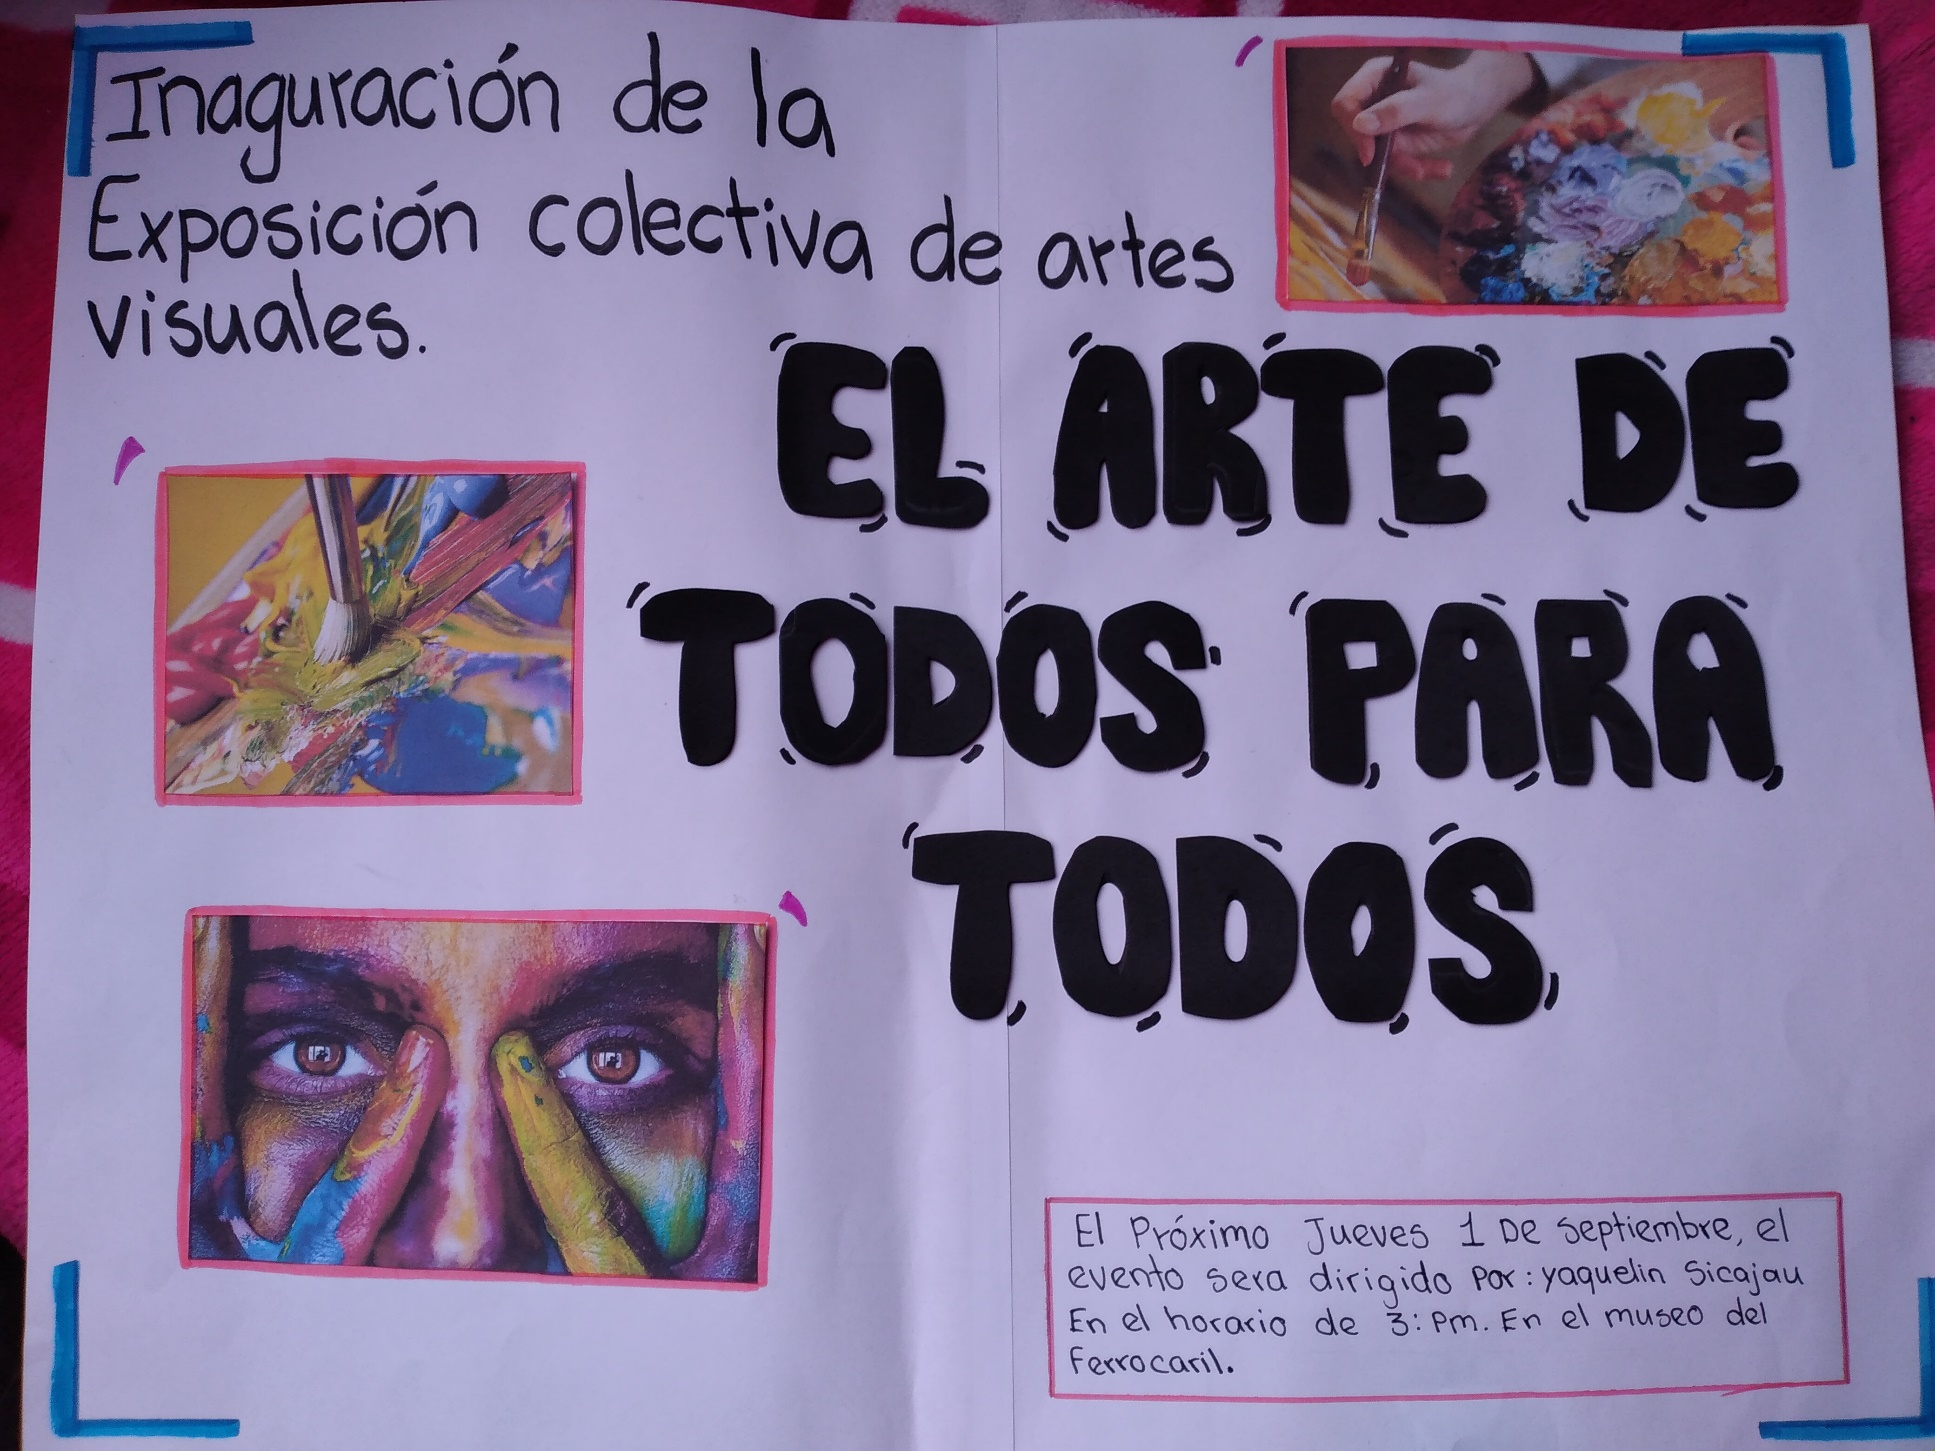 Inaguración de la
Exposición colectiva de artes
visuales.
EL ARTE DE
TODOS PARA
TODOS
El Próximo Jueves 1 De Septiembre, el
evento sera dirigido Por: Yaquelin Sicajau
En el horario de 3: Pm. En el museo del
Ferrocaril.